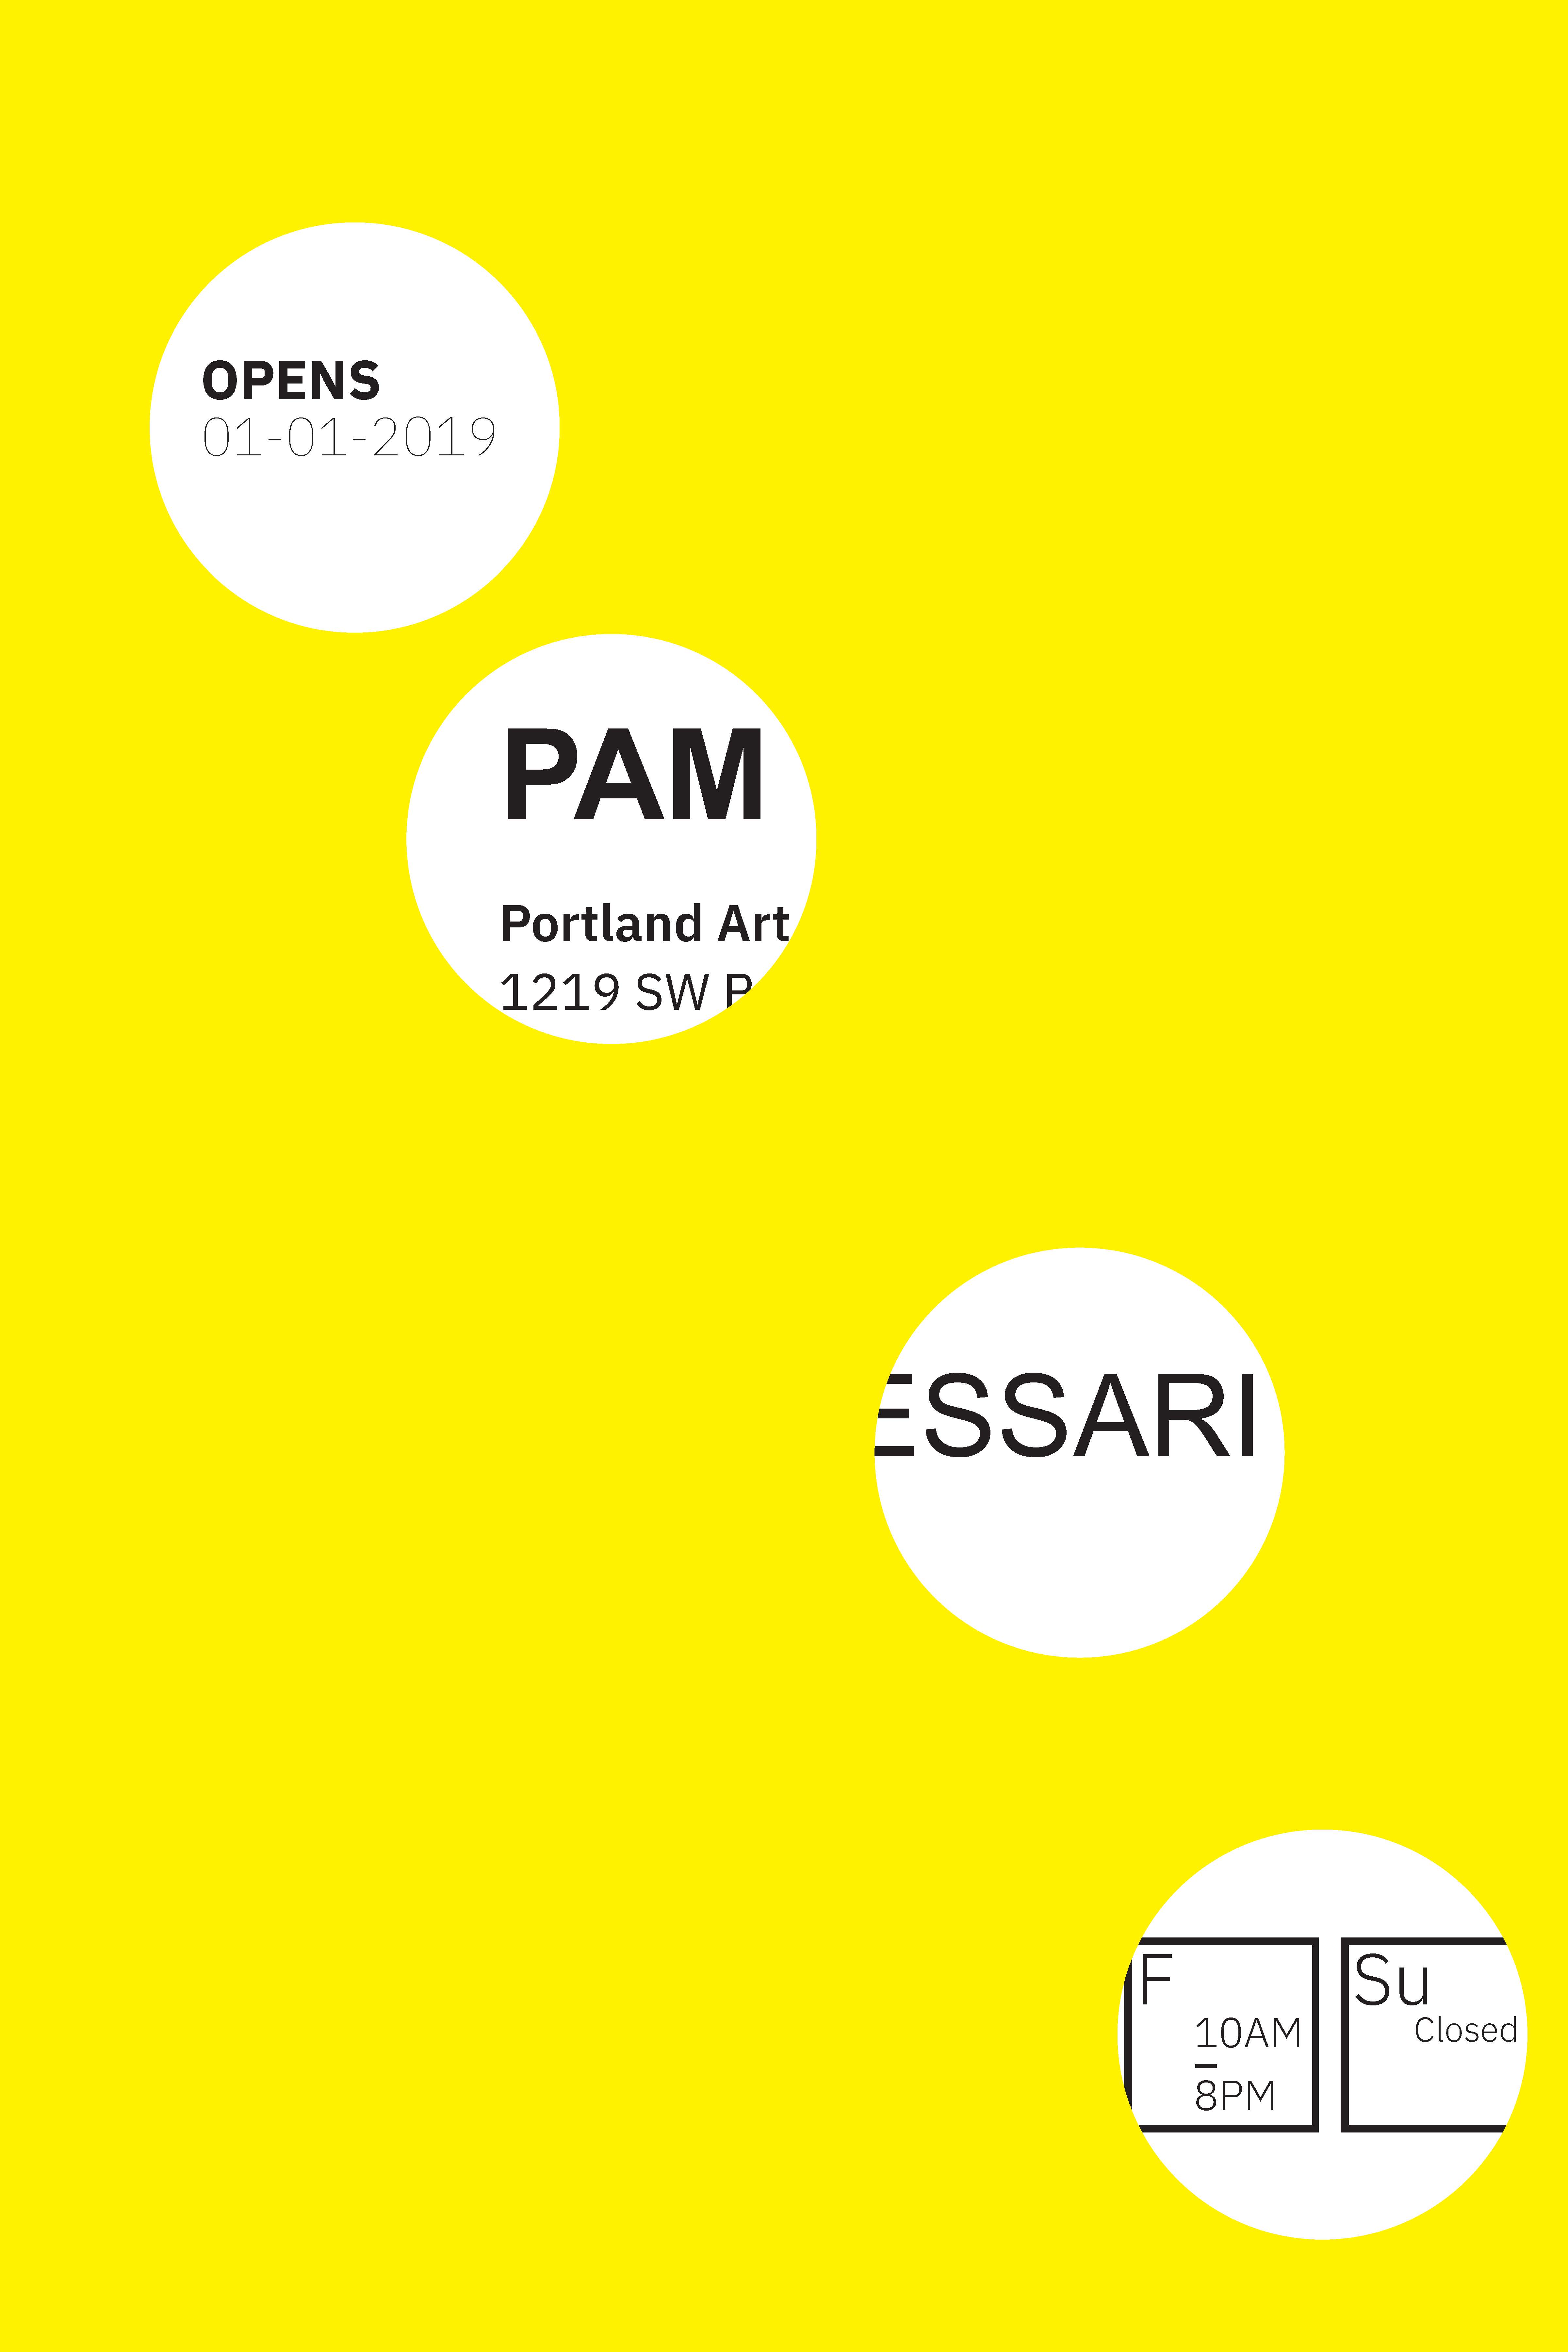 OPENS
01-01-2019
PAM
Portland Art
1219 SW P
ESSARI
F
10AM
–
8PM
Su
Closed